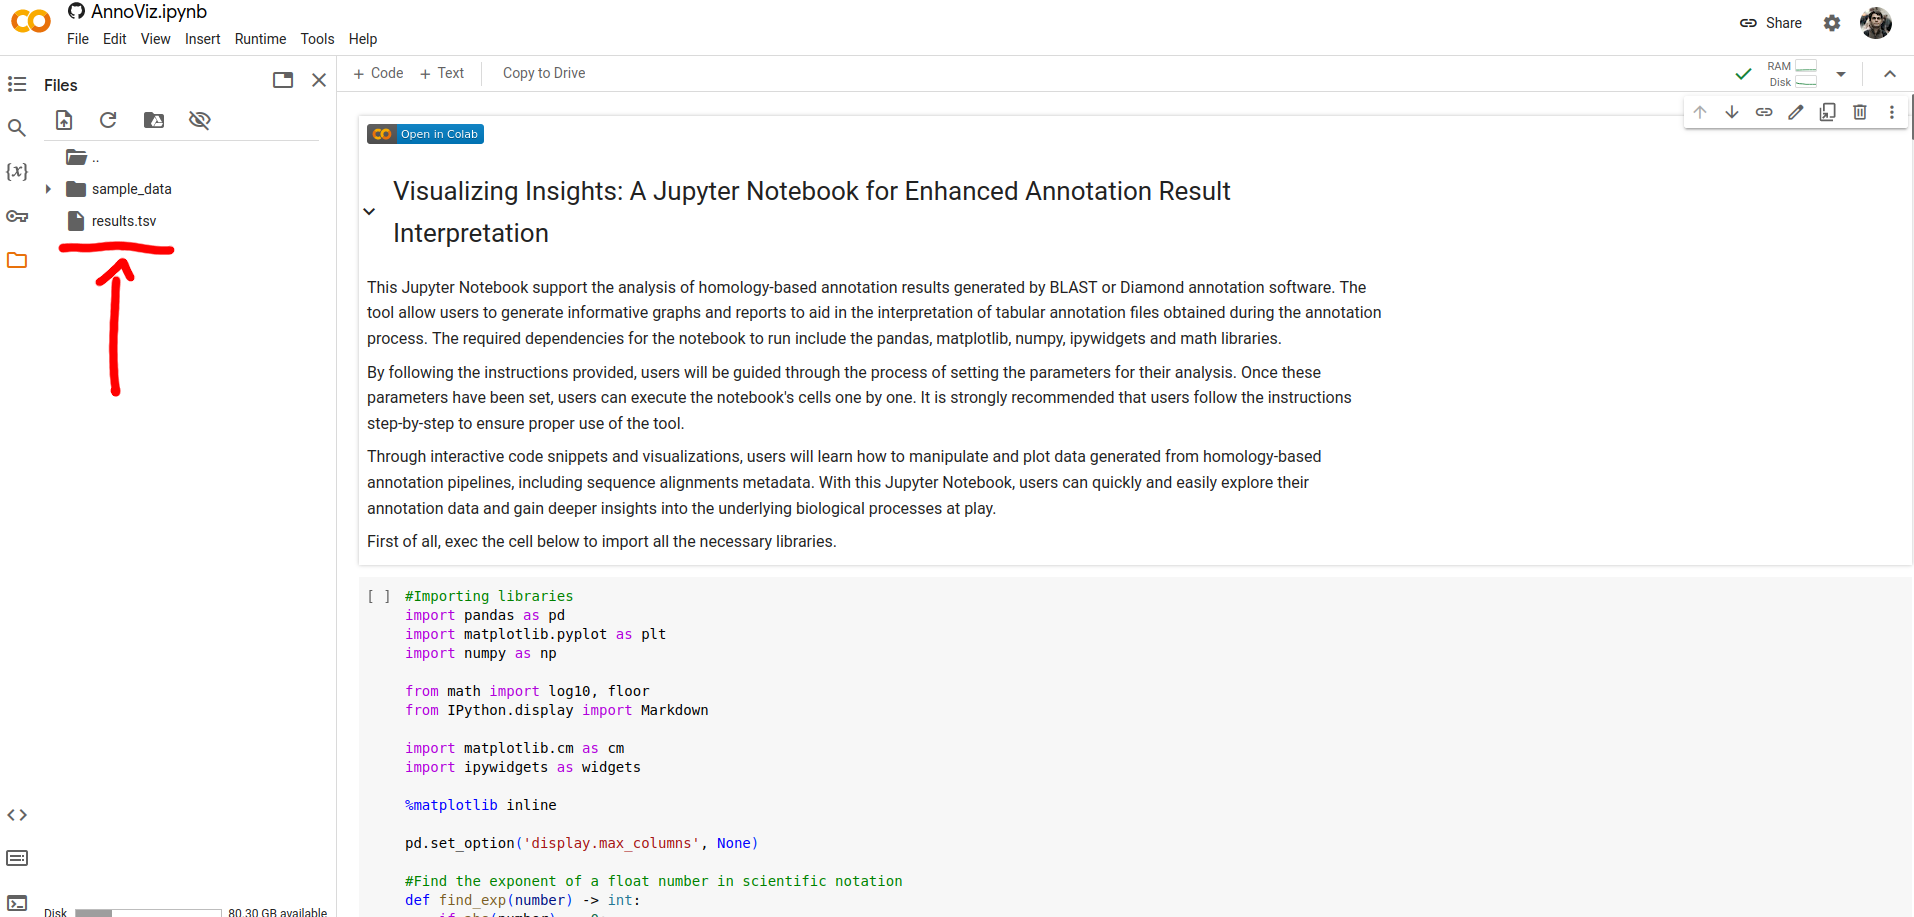 AnnoViz.ipynb
File Edit View Insert Runtime Tools Help
Share
Files
+ Code + Text Copy to Drive
RAM
Disk
..
sample_data
results.tsv
{x}
Open in Colab
Visualizing Insights: A Jupyter Notebook for Enhanced Annotation Result
Interpretation
This Jupyter Notebook support the analysis of homology-based annotation results generated by BLAST or Diamond annotation software. The
tool allow users to generate informative graphs and reports to aid in the interpretation of tabular annotation files obtained during the annotation
process. The required dependencies for the notebook to run include the pandas, matplotlib, numpy, ipywidgets and math libraries.
By following the instructions provided, users will be guided through the process of setting the parameters for their analysis. Once these
parameters have been set, users can execute the notebook's cells one by one. It is strongly recommended that users follow the instructions
step-by-step to ensure proper use of the tool.
Through interactive code snippets and visualizations, users will learn how to manipulate and plot data generated from homology-based
annotation pipelines, including sequence alignments metadata. With this Jupyter Notebook, users can quickly and easily explore their
annotation data and gain deeper insights into the underlying biological processes at play.
First of all, exec the cell below to import all the necessary libraries.
[ ] #Importing libraries
import pandas as pd
import matplotlib.pyplot as plt
import numpy as np
from math import log10, floor
from IPython.display import Markdown
import matplotlib.cm as cm
import ipywidgets as widgets
%matplotlib inline
pd.set_option('display.max_columns', None)
#Find the exponent of a float number in scientific notation
def find_exp(number) -> int:
Disk 80.30 GB available